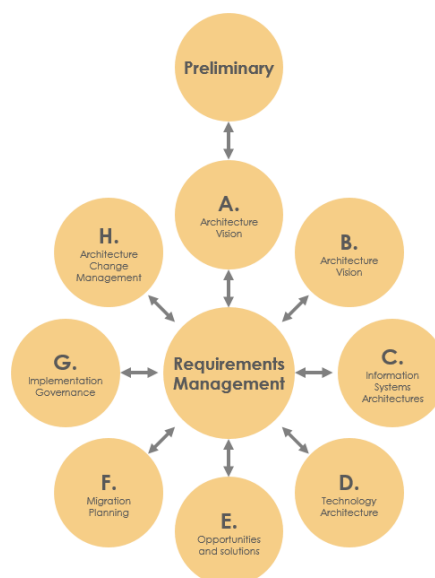 Preliminary
A.
Architecture
Vision
B.
Architecture
Vision
C.
Information
Systems
Architectures
D.
Technology
Architecture
E.
Opportunities
and solutions
F.
Migration
Planning
G.
Implementation
Governance
H.
Architecture
Change
Management
Requirements
Management